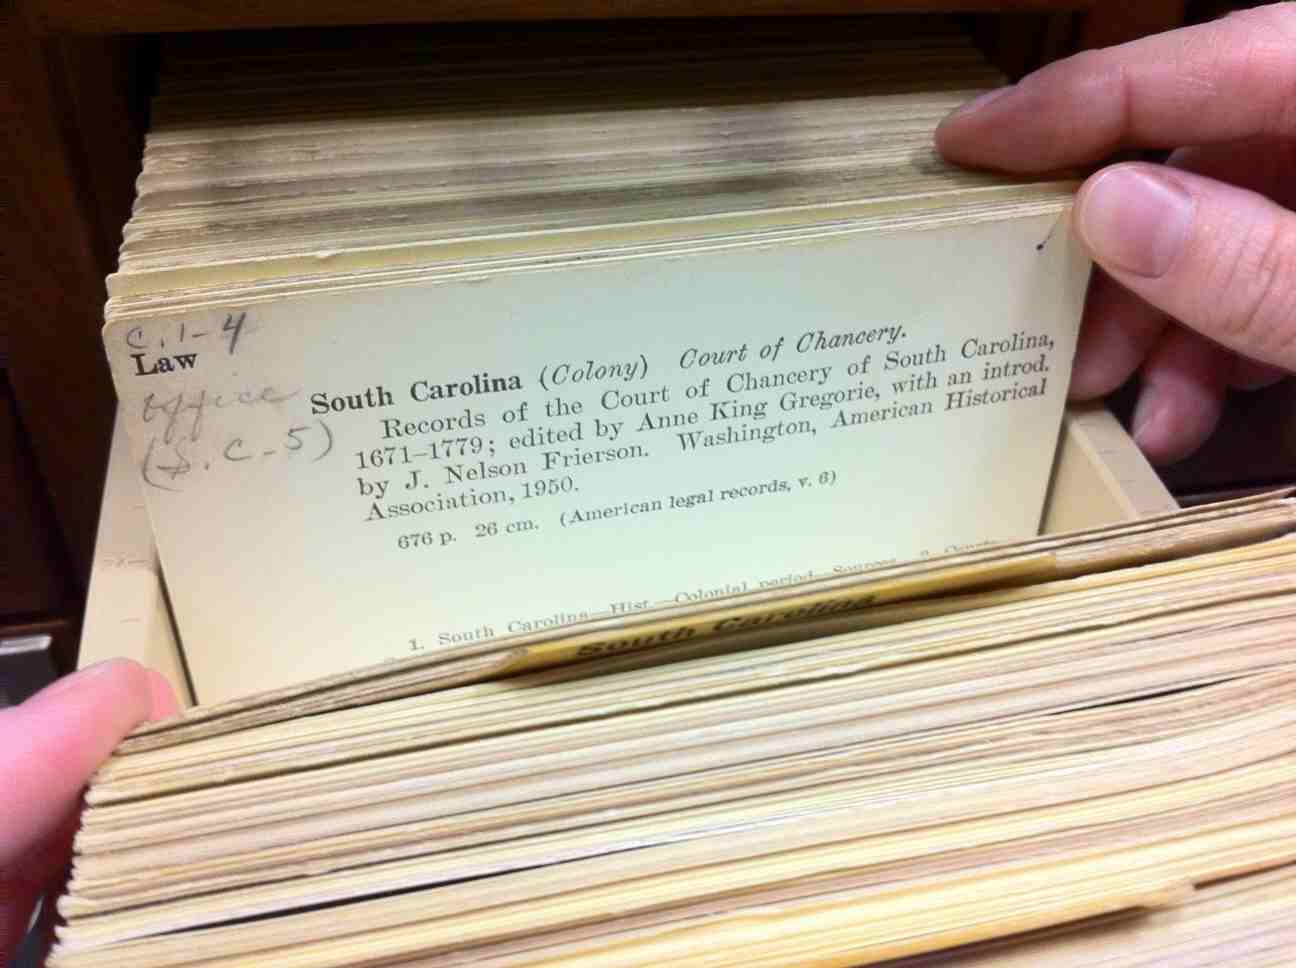 C. 1-4
Law
office
(S.C.-5)
South Carolina (Colony) Court of Chancery.
Records of the Court of Chancery of South Carolina,
1671–1779; edited by Anne King Gregorie, with an introd.
by J. Nelson Frierson. Washington, American Historical
Association, 1950.
676 p. 26 cm. (American legal records, v. 6)
1. South Carolina—Hist.—Colonial period—Sources. 2. Courts
South Carolina